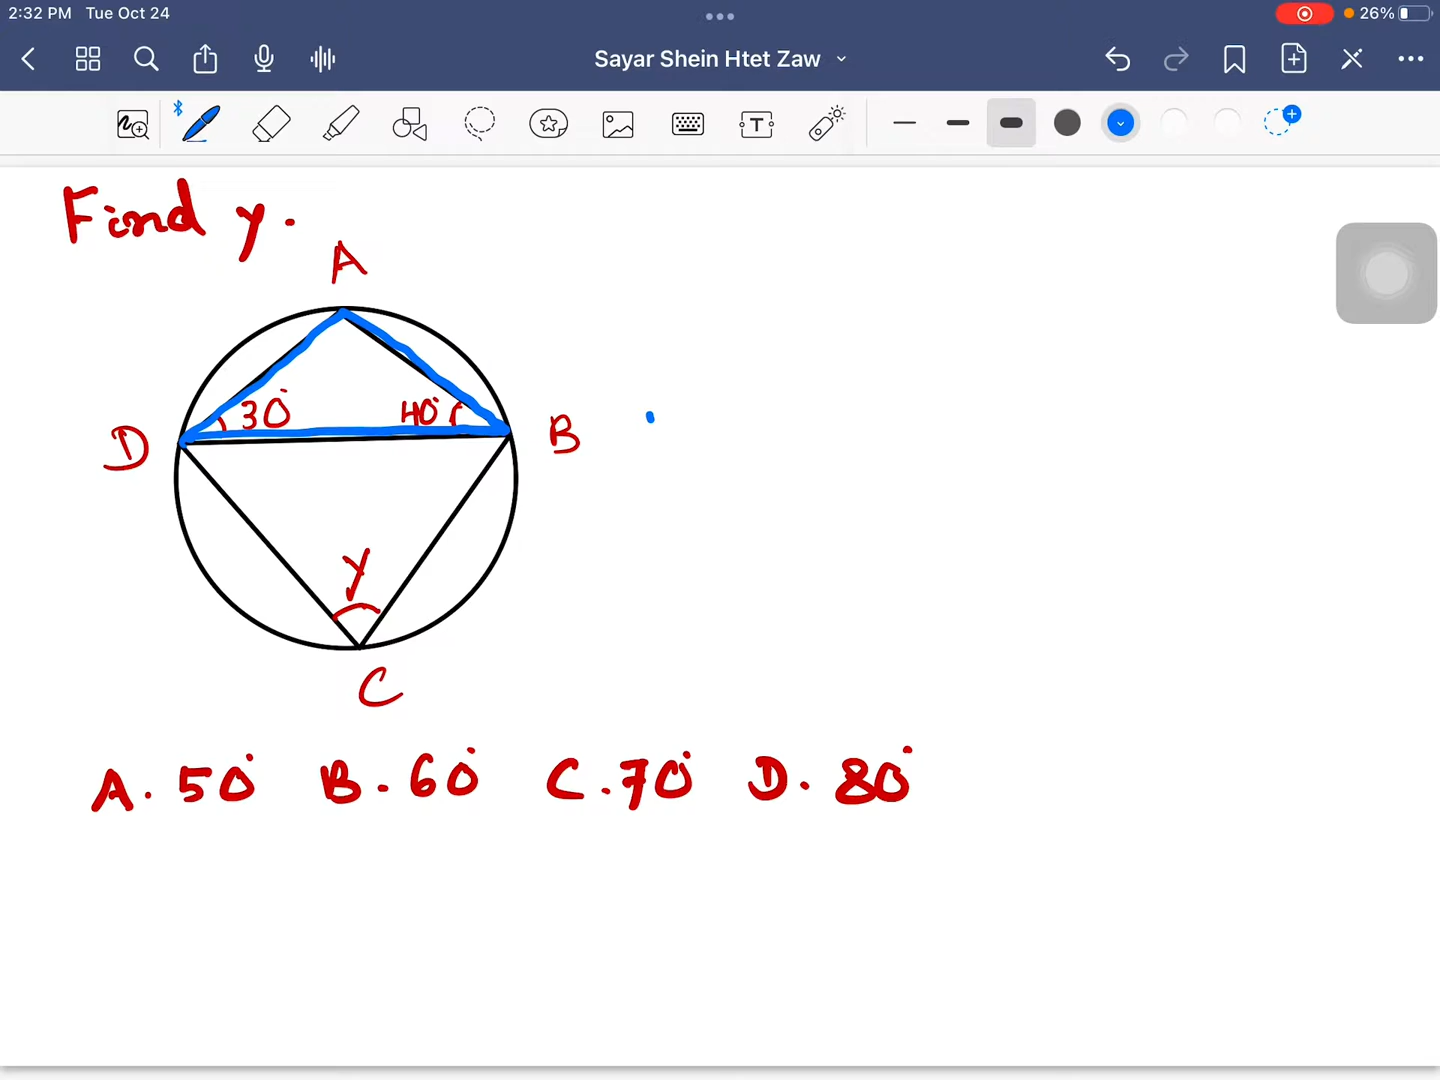 2:32 PM Tue Oct 24
26%
Sayar Shein Htet Zaw
T
Find y.
A
30°
40°
D
B
y
C
A. 50° B. 60° C. 70° D. 80°